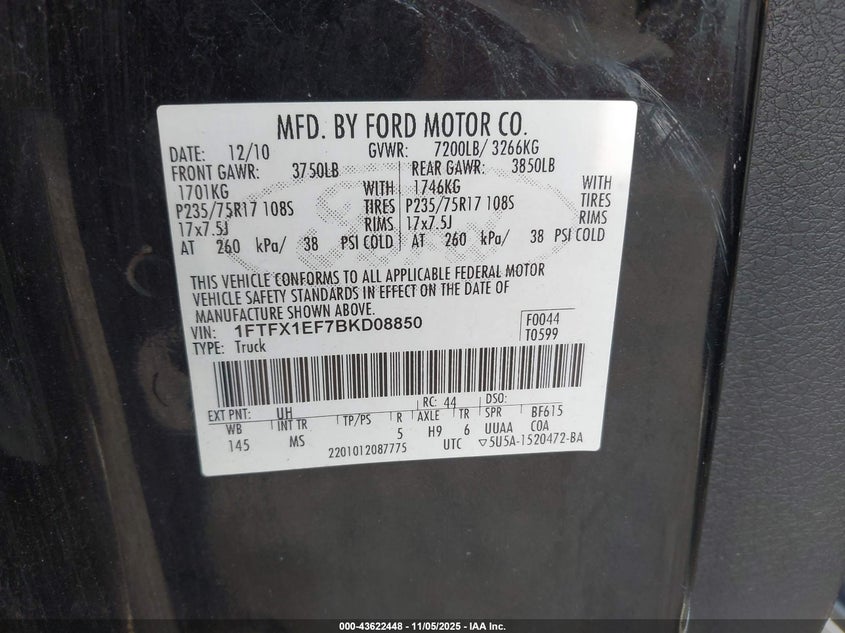 MFD. BY FORD MOTOR CO.
DATE: 12/10 GVWR: 7200LB/ 3266KG
FRONT GAWR: 3750LB REAR GAWR: 3850LB
1701KG WITH 1746KG WITH
P235/75R17 108S TIRES P235/75R17 108S TIRES
17x7.5J RIMS 17x7.5J RIMS
AT 260 kPa/ 38 PSI COLD AT 260 kPa/ 38 PSI COLD
THIS VEHICLE CONFORMS TO ALL APPLICABLE FEDERAL MOTOR
VEHICLE SAFETY STANDARDS IN EFFECT ON THE DATE OF
MANUFACTURE SHOWN ABOVE.
VIN: 1FTFX1EF7BKD08850 F0044
TYPE: Truck T0599
EXT PNT: UH RC: 44 DSO:
WB INT TR TP/PS R AXLE TR SPR BF615
145 MS 5 H9 6 UUAA COA
2201012087775 UTC ▽5U5A-1520472-BA
000-43622448 - 11/05/2025 - IAA Inc.